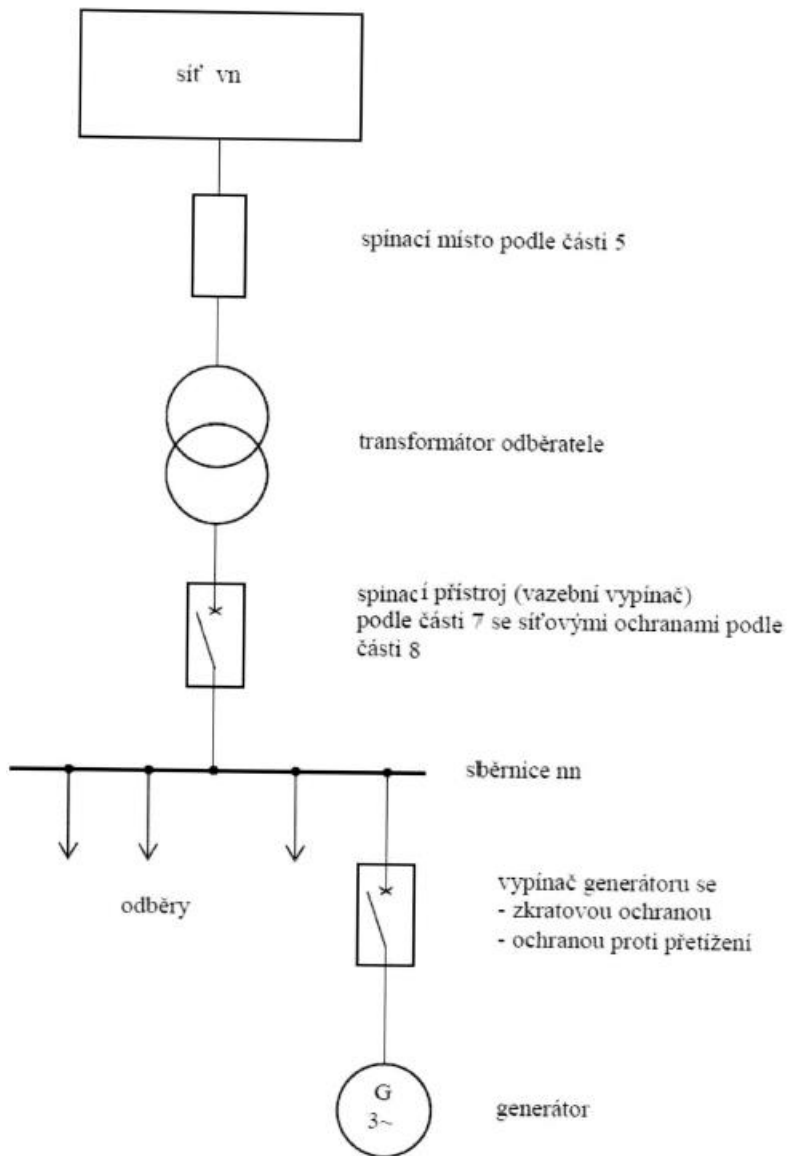 síť vn
spínací místo podle části 5
transformátor odběratele
spínací přístroj (vazební vypínač)
podle části 7 se síťovými ochranami podle
části 8
sběrnice nn
odběry
vypínač generátoru se
- zkratovou ochranou
- ochranou proti přetížení
G
3~
generátor